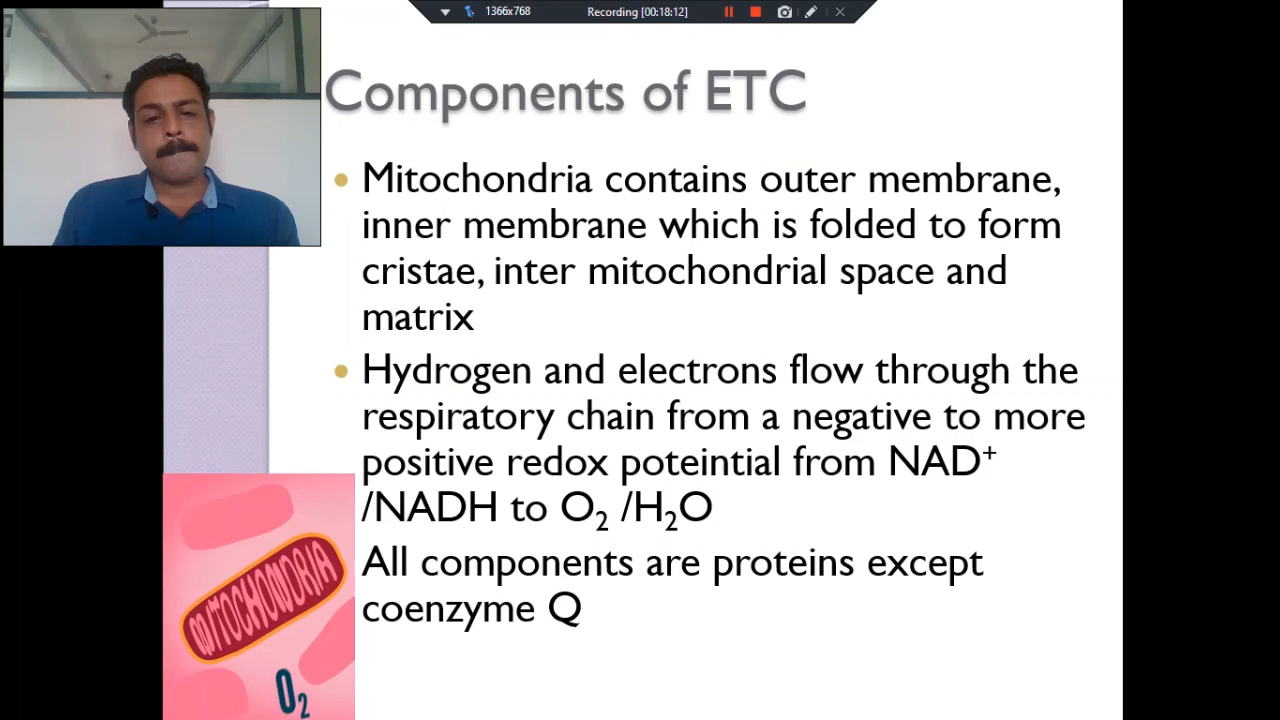 1366x768 Recording [00:18:12]
Components of ETC
Mitochondria contains outer membrane,
inner membrane which is folded to form
cristae, inter mitochondrial space and
matrix
Hydrogen and electrons flow through the
respiratory chain from a negative to more
positive redox poteintial from NAD⁺
/NADH to O₂ /H₂O
All components are proteins except
coenzyme Q
MITOCHONDRIA
O₂